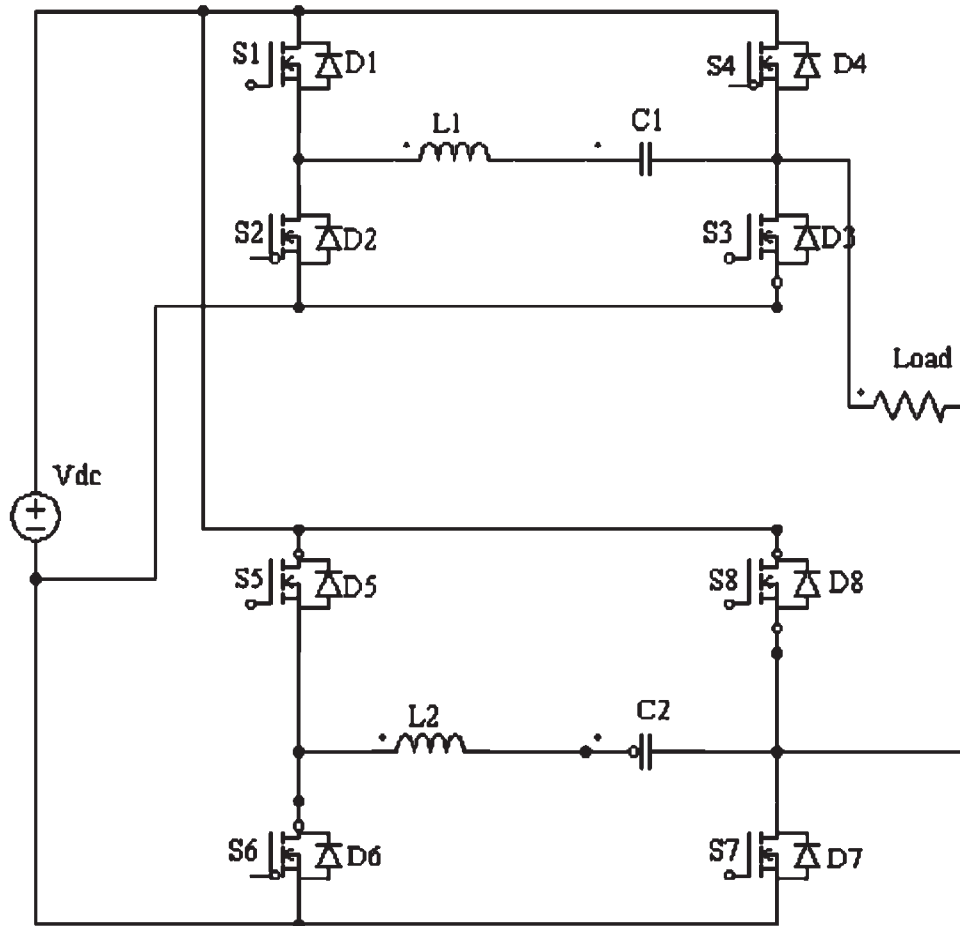 S1 D1 S4 D4
L1 C1
S2 D2 S3 D3
Load
Vdc
S5 D5 S8 D8
L2 C2
S6 D6 S7 D7